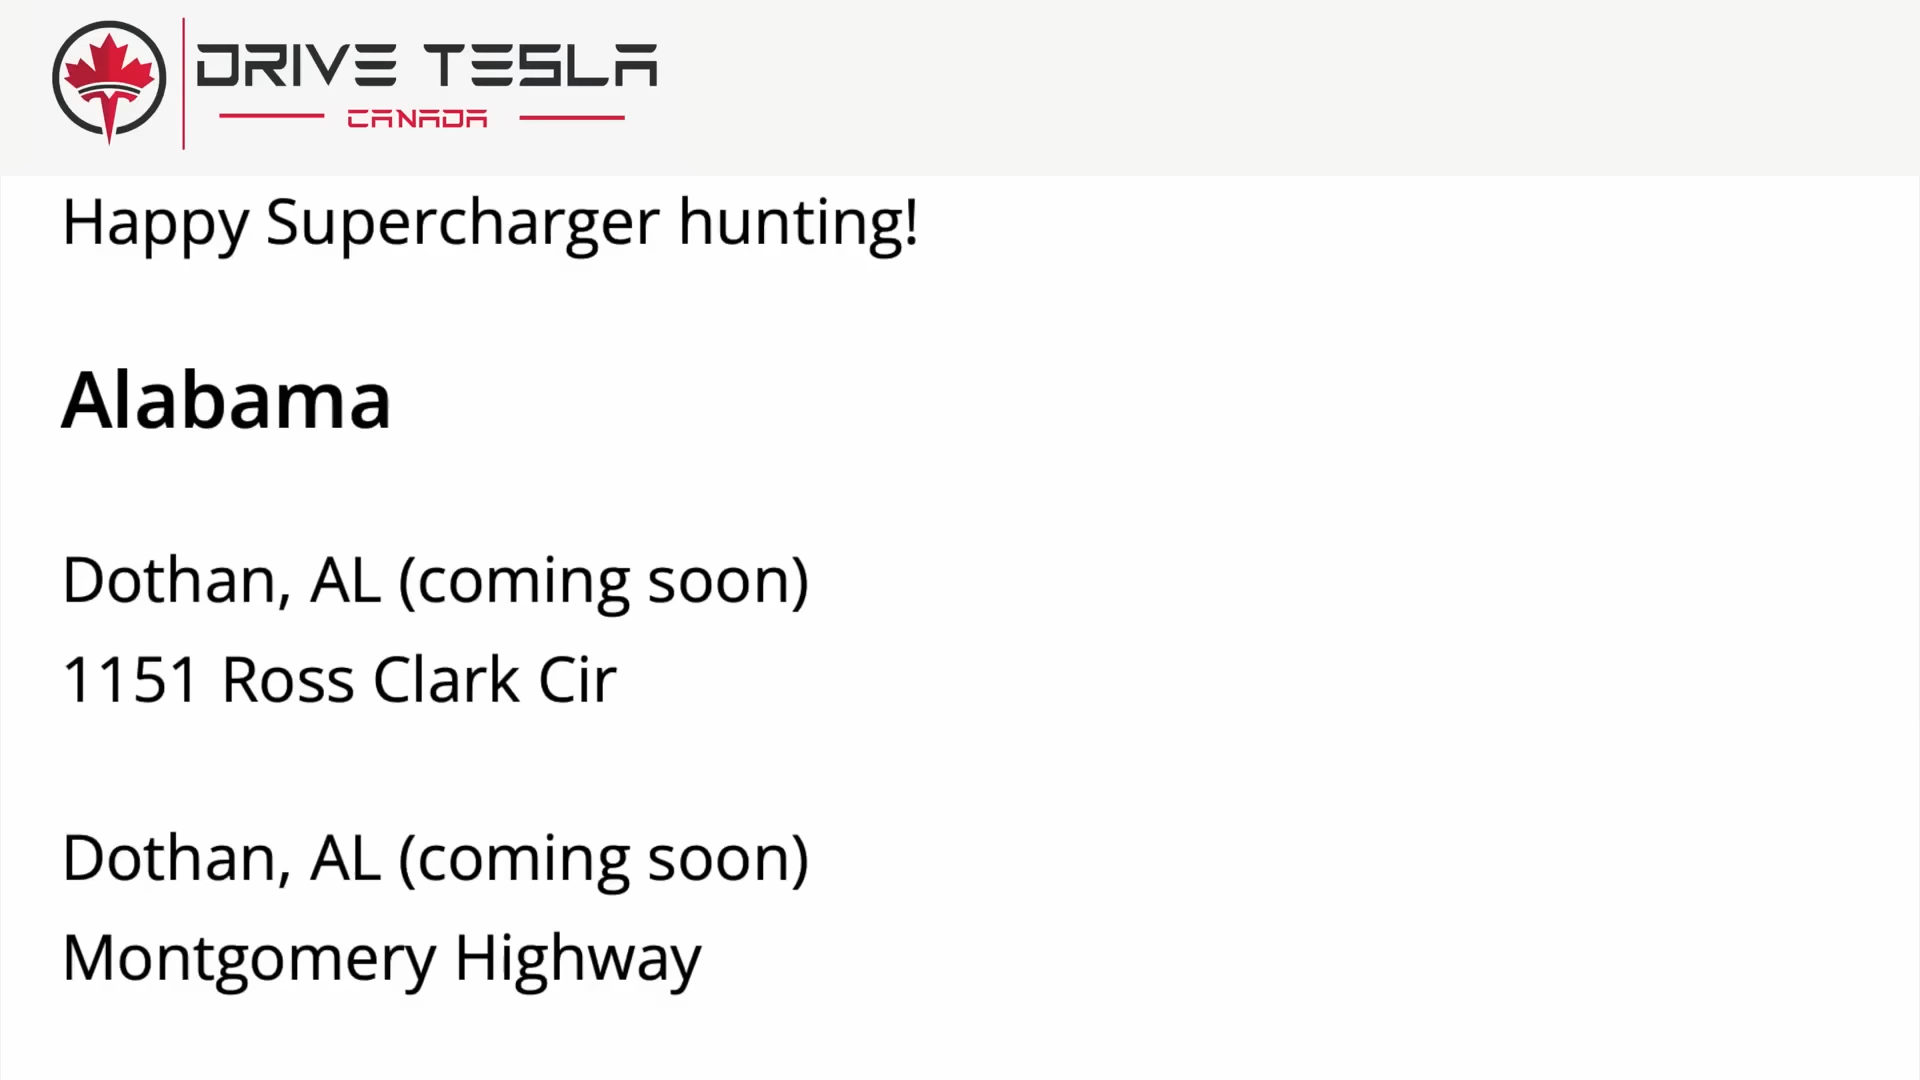 DRIVE TESLA
CANADA
Happy Supercharger hunting!
Alabama
Dothan, AL (coming soon)
1151 Ross Clark Cir
Dothan, AL (coming soon)
Montgomery Highway